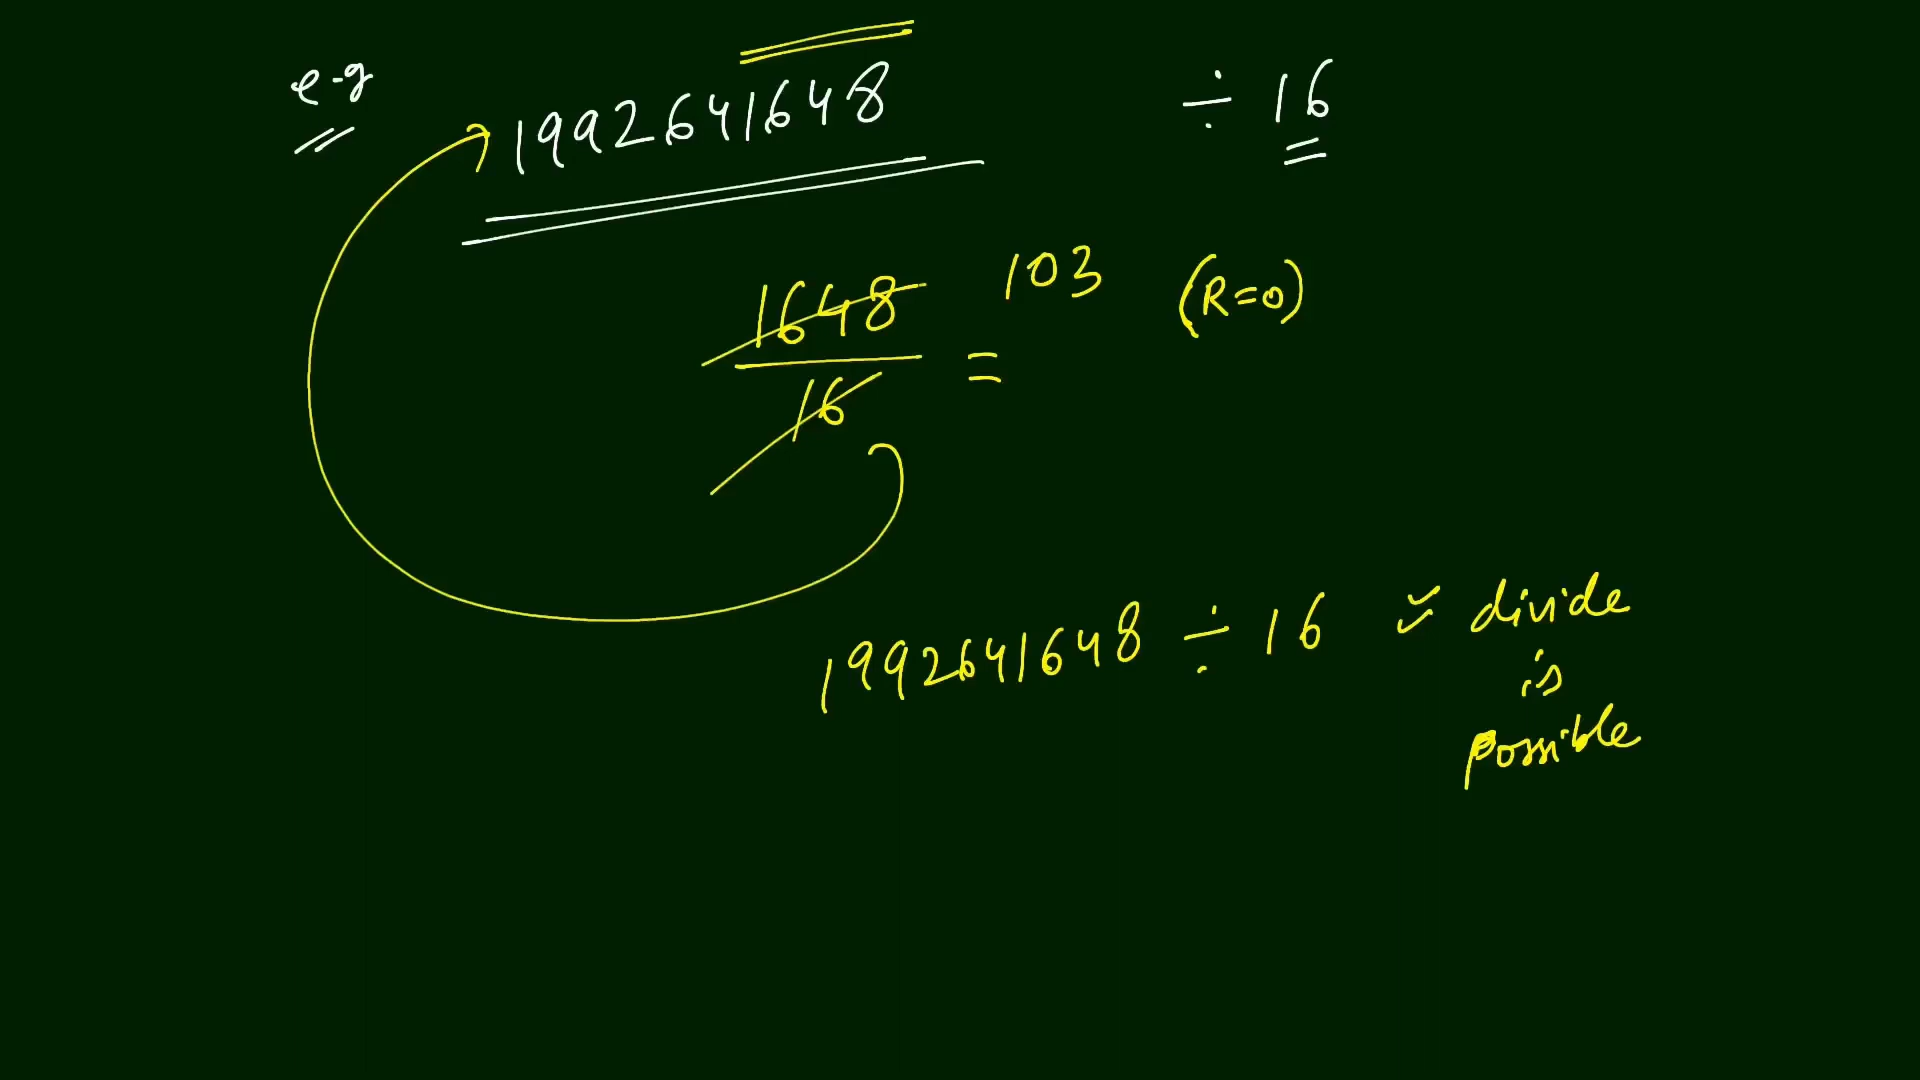 e-g
1992641648 ÷ 16
1648/16 = 103 (R=0)
1992641648 ÷ 16 divide
is
possible